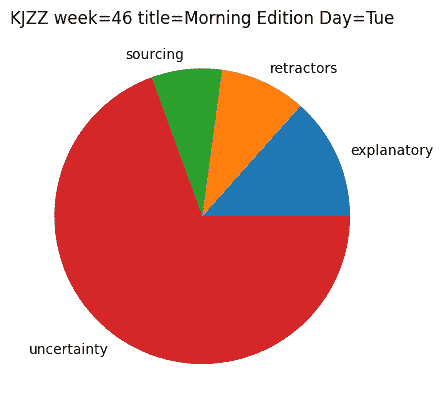 KJZZ week=46 title=Morning Edition Day=Tue
sourcing
retractors
explanatory
uncertainty